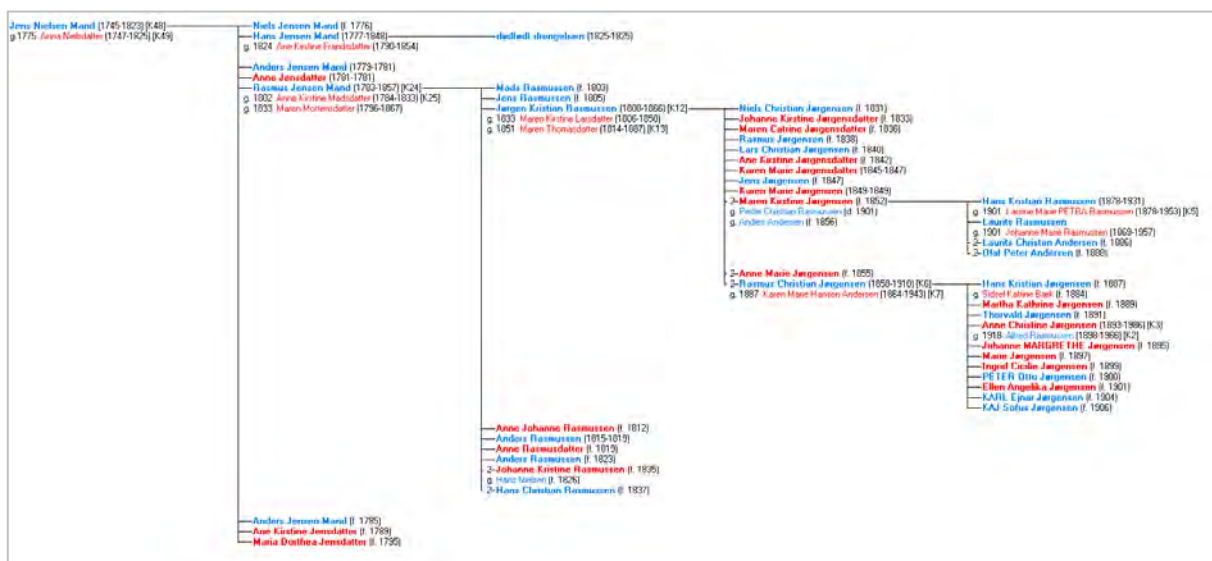 Jens Nielsen Mand (1745-1823) [K48]
g. 1775 Anna Nielsdatter (1747-1825) [K49]
Niels Jensen Mand (f. 1776)
Hans Jensen Mand (1777-1848)
g. 1824 Ane Kirstine Frandsdatter (1790-1854)
dødfødt drengebarn (1825-1825)
Anders Jensen Mand (1779-1781)
Anne Jensdatter (1781-1781)
Rasmus Jensen Mand (1783-1857) [K24]
g. 1802 Anna Kirstine Madsdatter (1784-1833) [K25]
g. 1833 Maren Mortensdatter (1796-1867)
Mads Rasmussen (f. 1803)
Jens Rasmussen (f. 1805)
Jørgen Kristian Rasmussen (1808-1866) [K12]
g. 1833 Maren Kirstine Larsdatter (1806-1850)
g. 1851 Maren Thomasdatter (1814-1887) [K13]
Niels Christian Jørgensen (f. 1831)
Johanne Kirstine Jørgensdatter (f. 1833)
Maren Catrine Jørgensdatter (f. 1836)
Rasmus Jørgensen (f. 1838)
Lars Christian Jørgensen (f. 1840)
Ane Kirstine Jørgensdatter (f. 1842)
Karen Marie Jørgensdatter (1845-1847)
Jens Jørgensen (f. 1847)
Karen Marie Jørgensen (1849-1849)
2- Maren Kirstine Jørgensen (f. 1852)
g. Peder Christian Rasmussen (d. 1901)
g. Anders Andersen (f. 1856)
Hans Kristian Rasmussen (1878-1931)
g. 1901 Laurine Marie PETRA Rasmussen (1878-1953) [K5]
Laurits Rasmussen
g. 1901 Johanne Marie Rasmussen (1869-1957)
2- Laurits Christen Andersen (f. 1886)
2- Olaf Peter Andersen (f. 1888)
2- Anne Marie Jørgensen (f. 1855)
2- Rasmus Christian Jørgensen (1858-1910) [K6]
g. 1887 Karen Marie Hansen Andersen (1864-1943) [K7]
Hans Kristian Jørgensen (f. 1887)
g. Sidsel Katrine Bæk (f. 1884)
Martha Kathrine Jørgensen (f. 1889)
Thorvald Jørgensen (f. 1891)
Anne Christine Jørgensen (1893-1986) [K3]
g. 1918 Alfred Rasmussen (1898-1966) [K2]
Johanne MARGRETHE Jørgensen (f. 1895)
Marie Jørgensen (f. 1897)
Ingrel Cicilie Jørgensen (f. 1899)
PETER Otto Jørgensen (f. 1900)
Ellen Angelika Jørgensen (f. 1901)
KARL Ejnar Jørgensen (f. 1904)
KAJ Sofus Jørgensen (f. 1906)
Anne Johanne Rasmussen (f. 1812)
Anders Rasmussen (1815-1819)
Anne Rasmusdatter (f. 1819)
Anders Rasmussen (f. 1823)
2- Johanne Kristine Rasmussen (f. 1835)
g. Hans Nielsen (f. 1826)
2- Hans Christian Rasmussen (f. 1837)
Anders Jensen Mand (f. 1785)
Ane Kirstine Jensdatter (f. 1789)
Maria Dorthea Jensdatter (f. 1795)